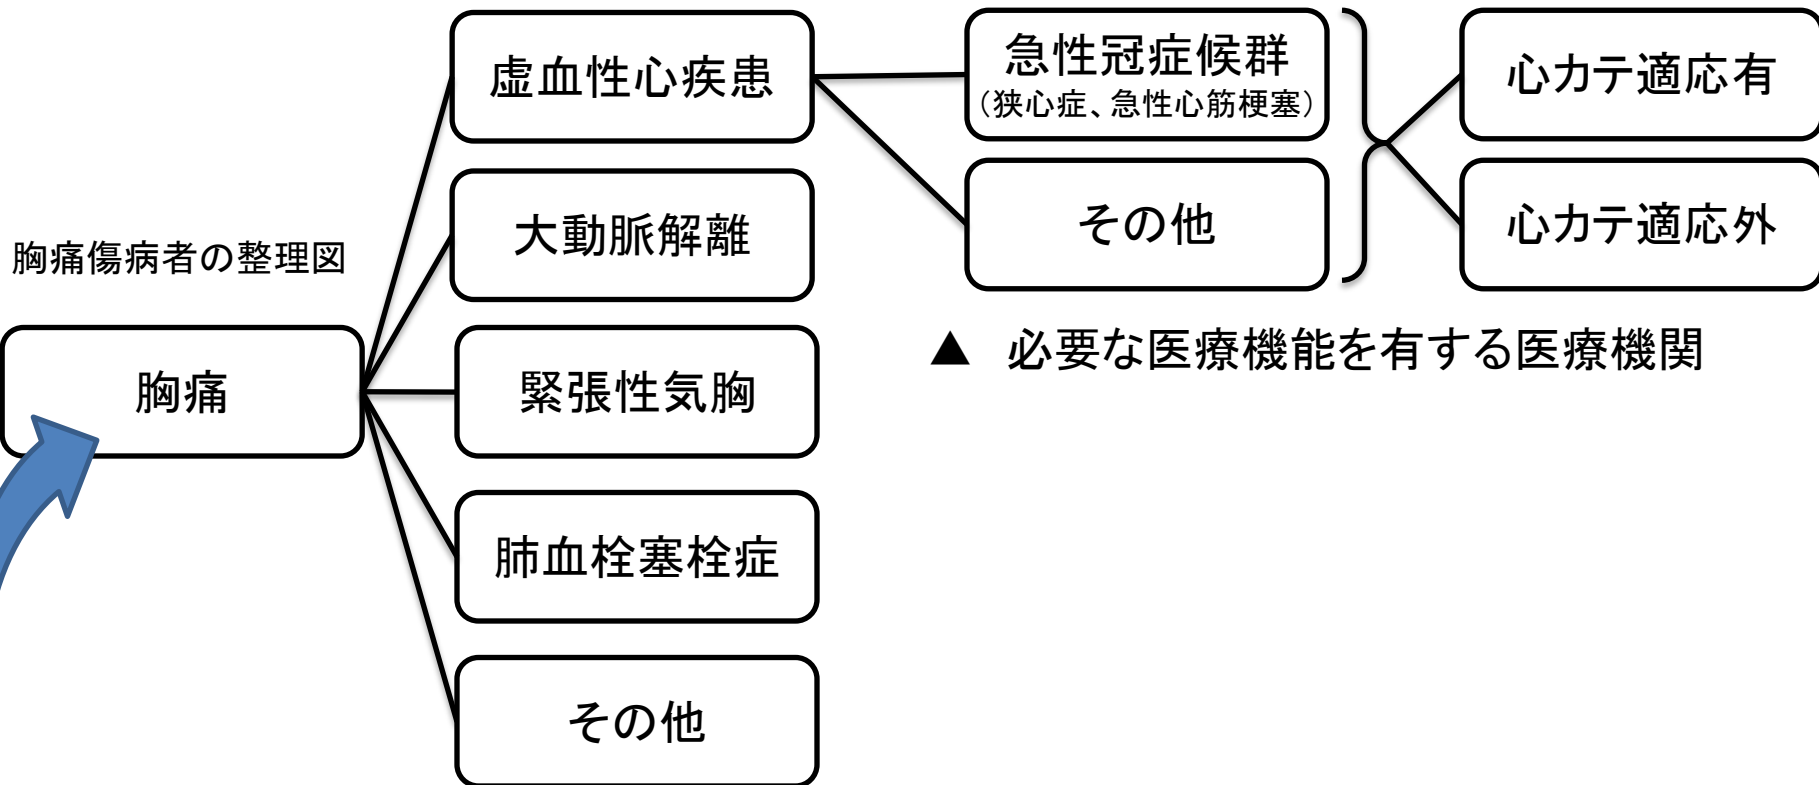 胸痛傷病者の整理図
胸痛
虚血性心疾患
大動脈解離
緊張性気胸
肺血栓塞栓症
その他
急性冠症候群
（狭心症、急性心筋梗塞）
その他
心カテ適応有
心カテ適応外
▲　必要な医療機能を有する医療機関